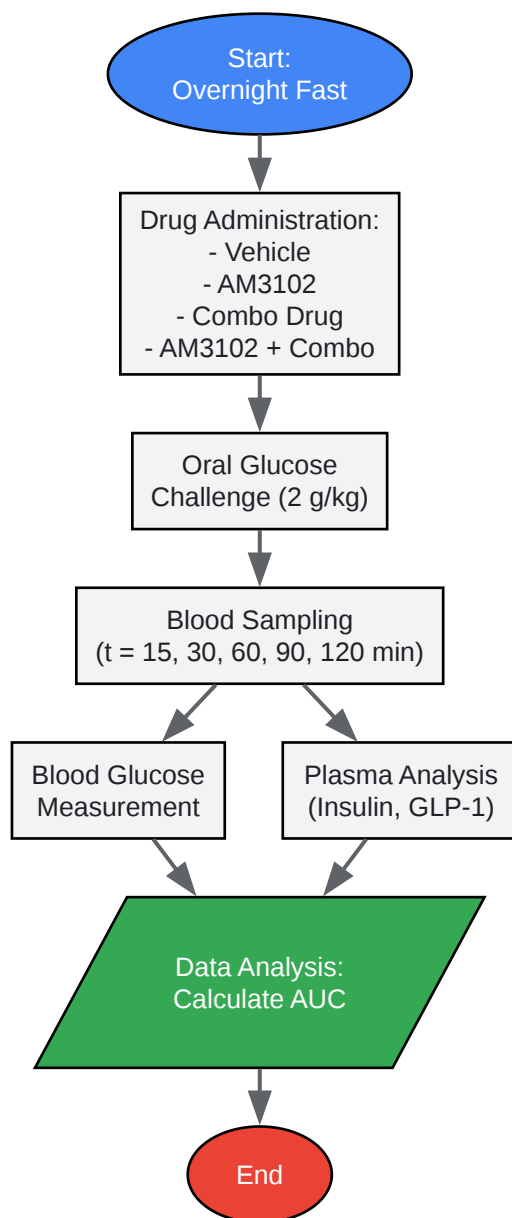 Start:
Overnight Fast
Drug Administration:
- Vehicle
- AM3102
- Combo Drug
- AM3102 + Combo
Oral Glucose
Challenge (2 g/kg)
Blood Sampling
(t = 15, 30, 60, 90, 120 min)
Blood Glucose
Measurement
Plasma Analysis
(Insulin, GLP-1)
Data Analysis:
Calculate AUC
End